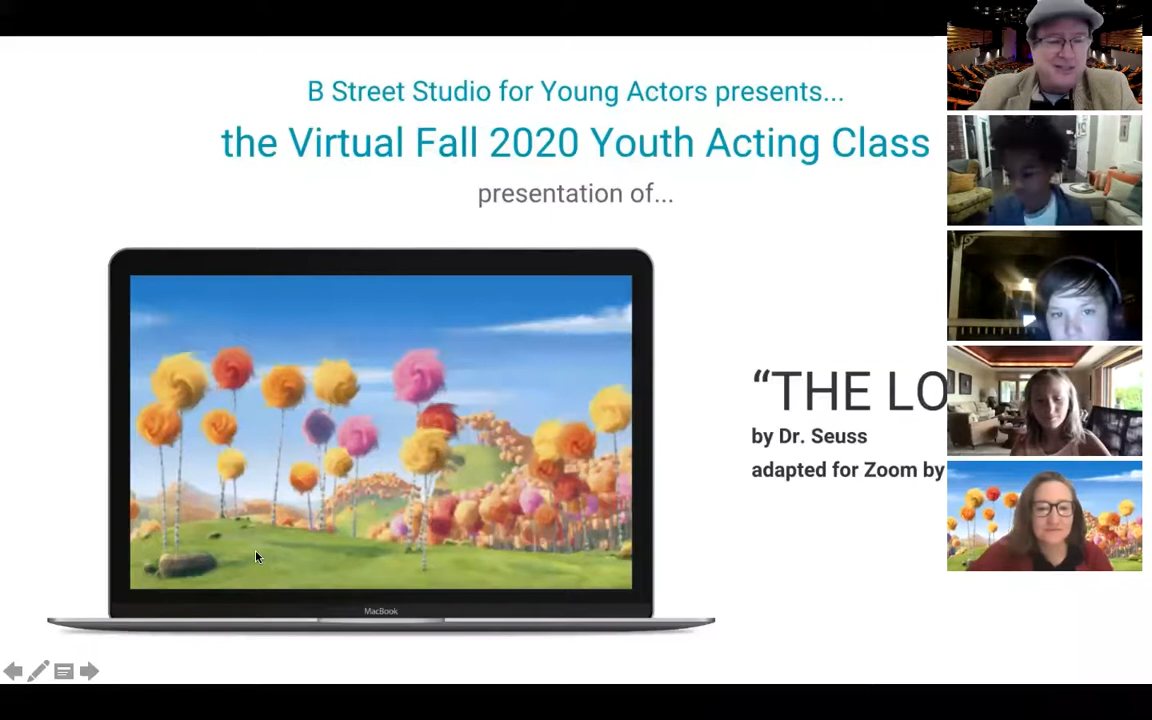 B Street Studio for Young Actors presents...
the Virtual Fall 2020 Youth Acting Class
presentation of...
“THE LO
by Dr. Seuss
adapted for Zoom by
MacBook